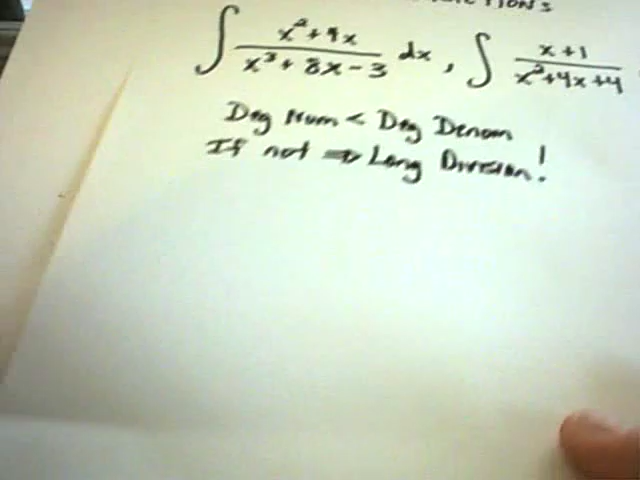 ∫ x²+4x / x³+8x-3 dx, ∫ x+1 / x²+4x+4
Deg Num < Deg Denom
If not ⇒ Long Division!